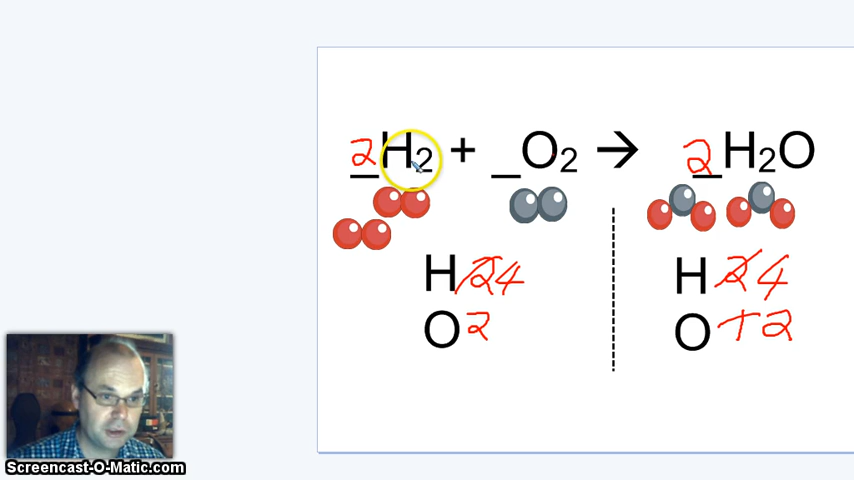 2H2 + _O2 → 2H2O
H 2 4
O 2
H 2 4
O 1 2
Screencast-O-Matic.com